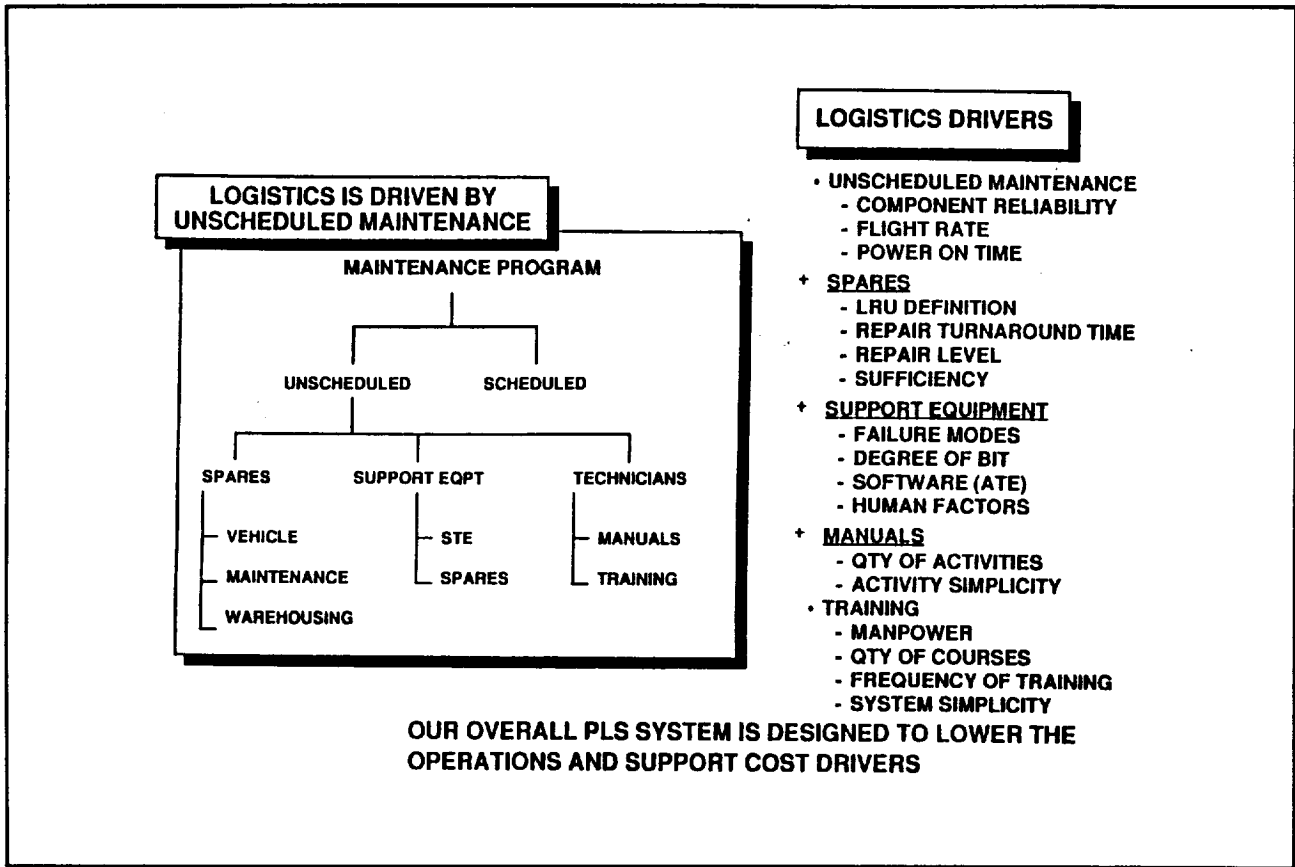 LOGISTICS IS DRIVEN BY
UNSCHEDULED MAINTENANCE
MAINTENANCE PROGRAM
UNSCHEDULED
SCHEDULED
SPARES
SUPPORT EQPT
TECHNICIANS
VEHICLE
MAINTENANCE
WAREHOUSING
STE
SPARES
MANUALS
TRAINING
LOGISTICS DRIVERS
• UNSCHEDULED MAINTENANCE
- COMPONENT RELIABILITY
- FLIGHT RATE
- POWER ON TIME
+ SPARES
- LRU DEFINITION
- REPAIR TURNAROUND TIME
- REPAIR LEVEL
- SUFFICIENCY
+ SUPPORT EQUIPMENT
- FAILURE MODES
- DEGREE OF BIT
- SOFTWARE (ATE)
- HUMAN FACTORS
+ MANUALS
- QTY OF ACTIVITIES
- ACTIVITY SIMPLICITY
• TRAINING
- MANPOWER
- QTY OF COURSES
- FREQUENCY OF TRAINING
- SYSTEM SIMPLICITY
OUR OVERALL PLS SYSTEM IS DESIGNED TO LOWER THE
OPERATIONS AND SUPPORT COST DRIVERS